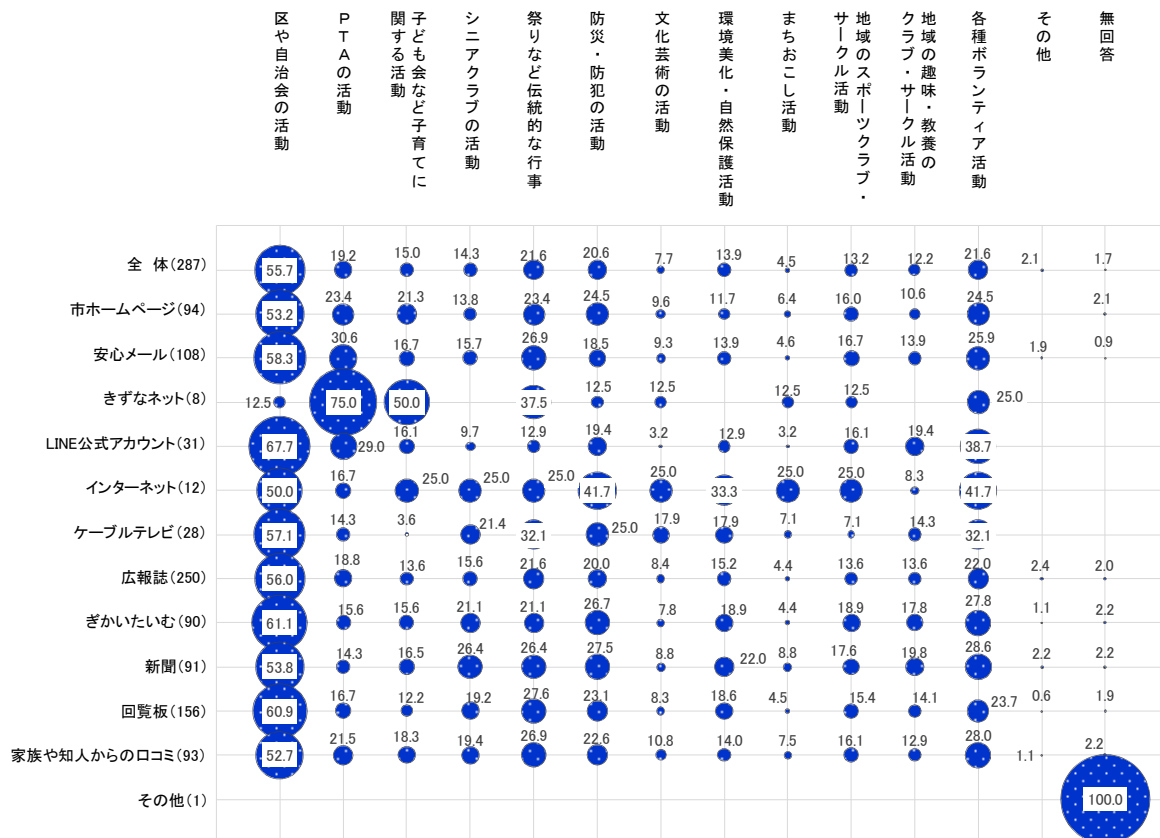 区や自治会の活動
PTAの活動
子ども会など子育てに
関する活動
シニアクラブの活動
祭りなど伝統的な行事
防災・防犯の活動
文化芸術の活動
環境美化・自然保護活動
まちおこし活動
地域のスポーツクラブ・
サークル活動
地域の趣味・教養の
クラブ・サークル活動
各種ボランティア活動
その他
無回答
全 体(287) 55.7 19.2 15.0 14.3 21.6 20.6 7.7 13.9 4.5 13.2 12.2 21.6 2.1 1.7
市ホームページ(94) 53.2 23.4 21.3 13.8 23.4 24.5 9.6 11.7 6.4 16.0 10.6 24.5 2.1
安心メール(108) 58.3 30.6 16.7 15.7 26.9 18.5 9.3 13.9 4.6 16.7 13.9 25.9 1.9 0.9
きずなネット(8) 12.5 75.0 50.0 37.5 12.5 12.5 12.5 12.5 25.0
LINE公式アカウント(31) 67.7 29.0 16.1 9.7 12.9 19.4 3.2 12.9 3.2 16.1 19.4 38.7
インターネット(12) 50.0 16.7 25.0 25.0 25.0 41.7 25.0 33.3 25.0 25.0 8.3 41.7
ケーブルテレビ(28) 57.1 14.3 3.6 21.4 32.1 25.0 17.9 17.9 7.1 7.1 14.3 32.1
広報誌(250) 56.0 18.8 13.6 15.6 21.6 20.0 8.4 15.2 4.4 13.6 13.6 22.0 2.4 2.0
ぎかいたいむ(90) 61.1 15.6 15.6 21.1 21.1 26.7 7.8 18.9 4.4 18.9 17.8 27.8 1.1 2.2
新聞(91) 53.8 14.3 16.5 26.4 26.4 27.5 8.8 22.0 8.8 17.6 19.8 28.6 2.2 2.2
回覧板(156) 60.9 16.7 12.2 19.2 27.6 23.1 8.3 18.6 4.5 15.4 14.1 23.7 0.6 1.9
家族や知人からの口コミ(93) 52.7 21.5 18.3 19.4 26.9 22.6 10.8 14.0 7.5 16.1 12.9 28.0 1.1 2.2
その他(1) 100.0